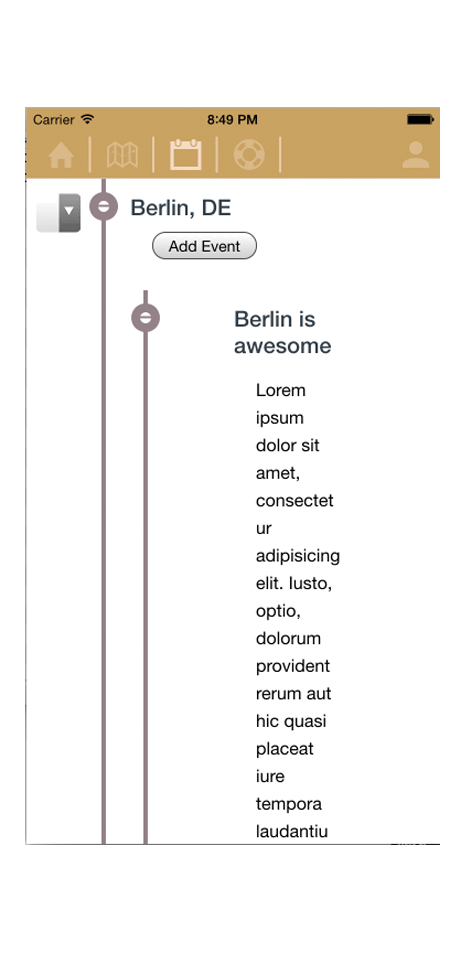 Carrier 8:49 PM
Berlin, DE
Add Event
Berlin is
awesome
Lorem
ipsum
dolor sit
amet,
consectet
ur
adipisicing
elit. Iusto,
optio,
dolorum
provident
rerum aut
hic quasi
placeat
iure
tempora
laudantiu